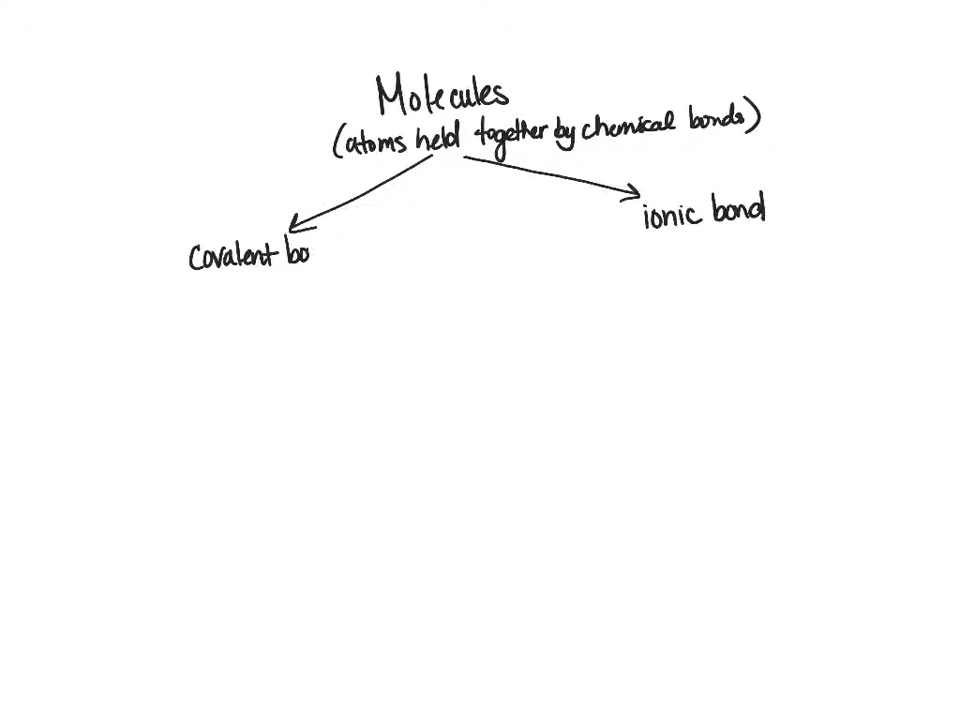 Molecules
(atoms held together by chemical bonds)
ionic bond
Covalent bo